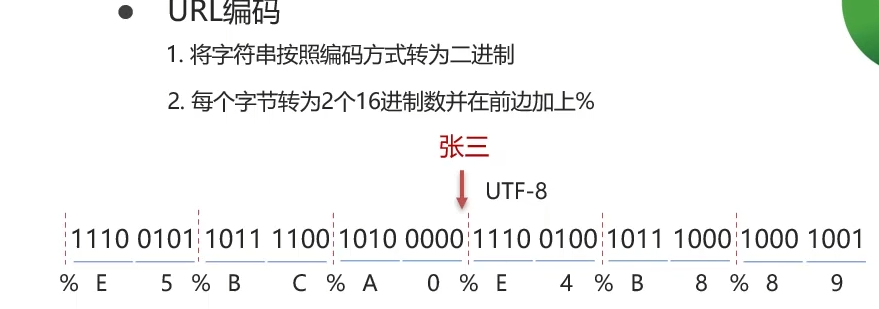 ● URL编码
1. 将字符串按照编码方式转为二进制
2. 每个字节转为2个16进制数并在前边加上%
张三
UTF-8
1110 0101 1011 1100 1010 0000 1110 0100 1011 1000 1000 1001
% E 5 % B C % A 0 % E 4 % B 8 % 8 9